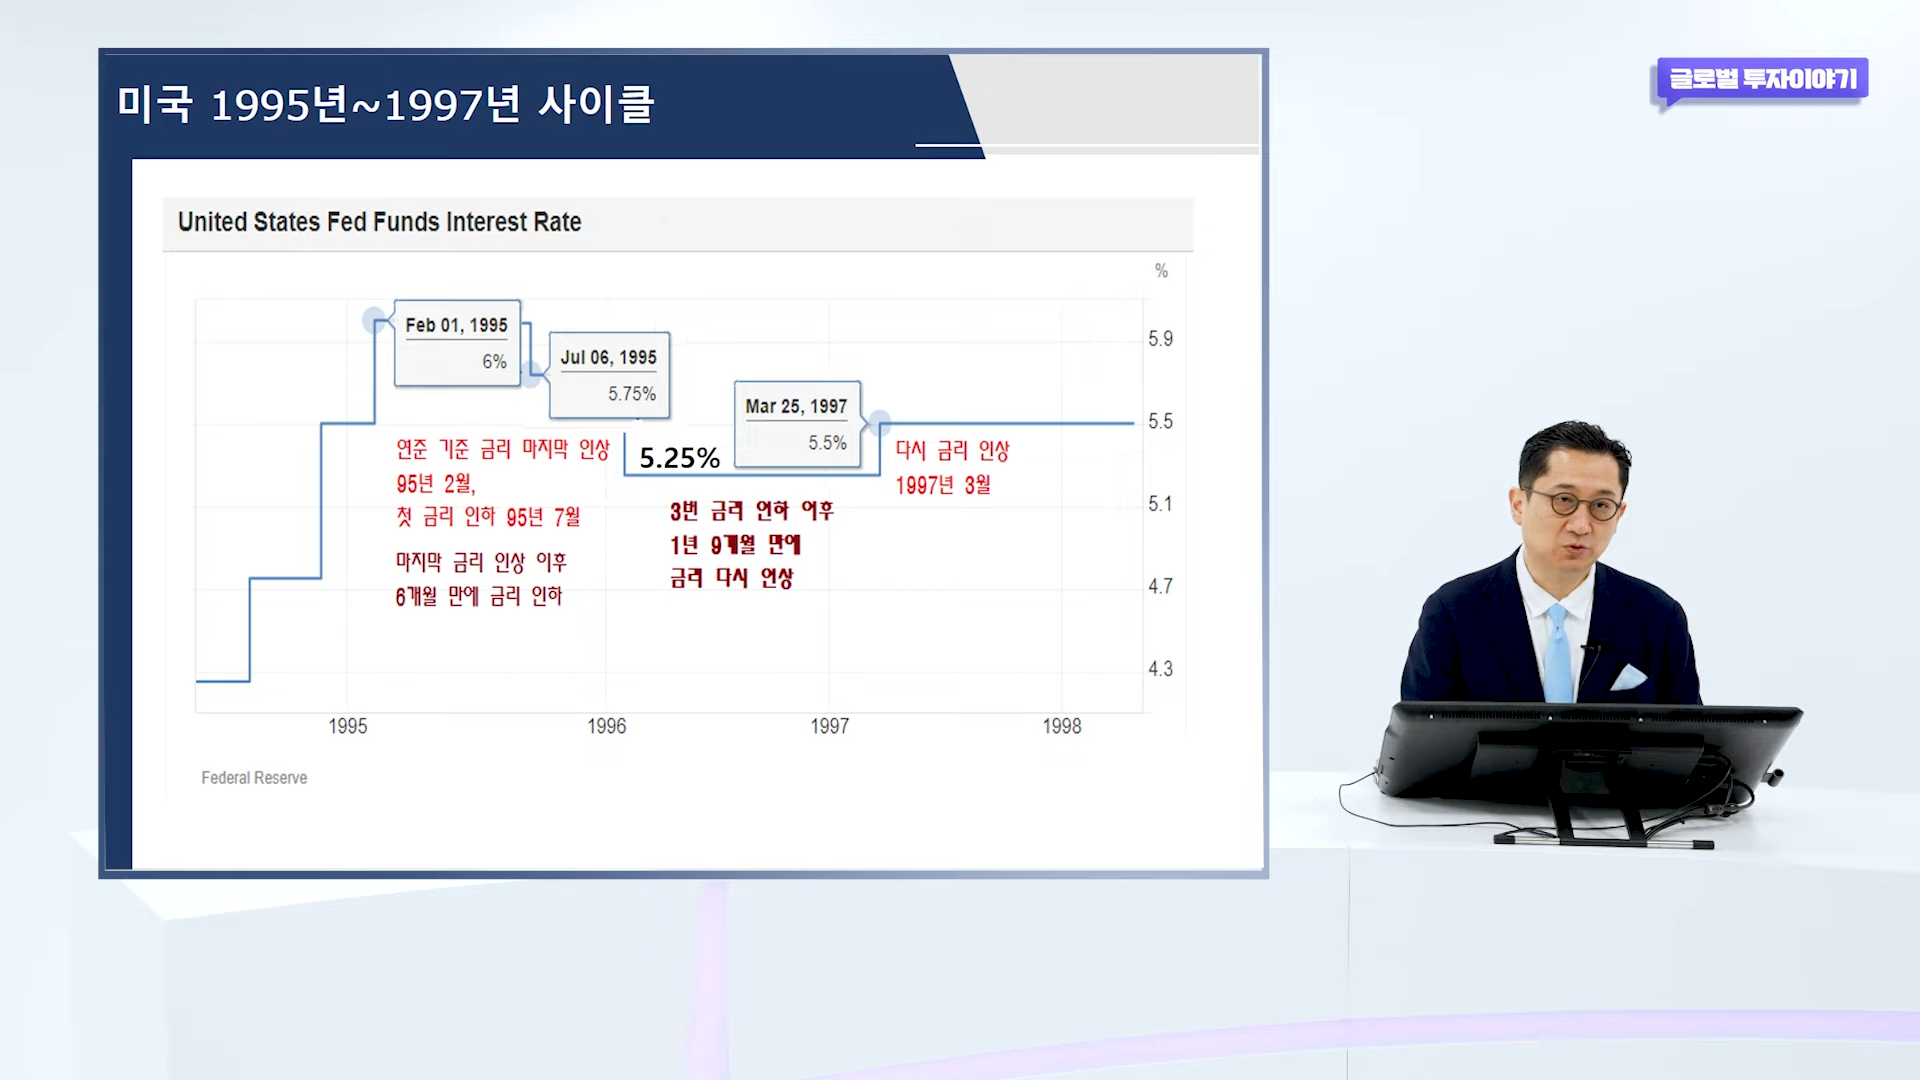 미국 1995년~1997년 사이클
글로벌 투자이야기
United States Fed Funds Interest Rate
%
Feb 01, 1995
6%
Jul 06, 1995
5.75%
Mar 25, 1997
5.5%
5.25%
연준 기준 금리 마지막 인상
95년 2월,
첫 금리 인하 95년 7월
마지막 금리 인상 이후
6개월 만에 금리 인하
3번 금리 인하 이후
1년 9개월 만에
금리 다시 인상
다시 금리 인상
1997년 3월
5.9
5.5
5.1
4.7
4.3
1995
1996
1997
1998
Federal Reserve